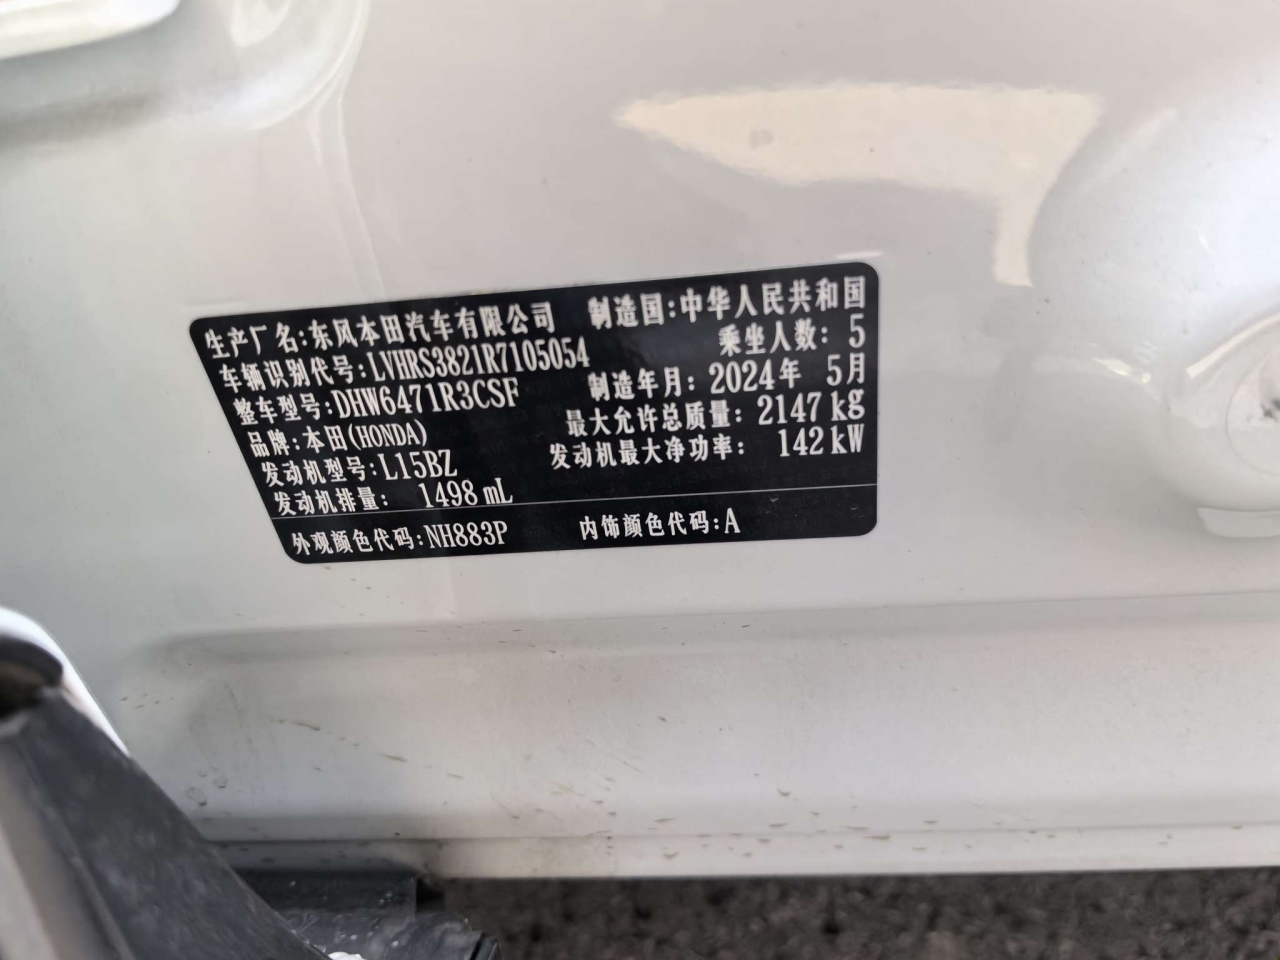 生产厂名:东风本田汽车有限公司 制造国:中华人民共和国
车辆识别代号:LVHRS3821R7105054 乘坐人数: 5
整车型号:DHW6471R3CSF 制造年月: 2024年 5月
品牌:本田(HONDA) 最大允许总质量: 2147 kg
发动机型号:L15BZ 发动机最大净功率: 142 kW
发动机排量: 1498 mL
外观颜色代码:NH883P 内饰颜色代码:A